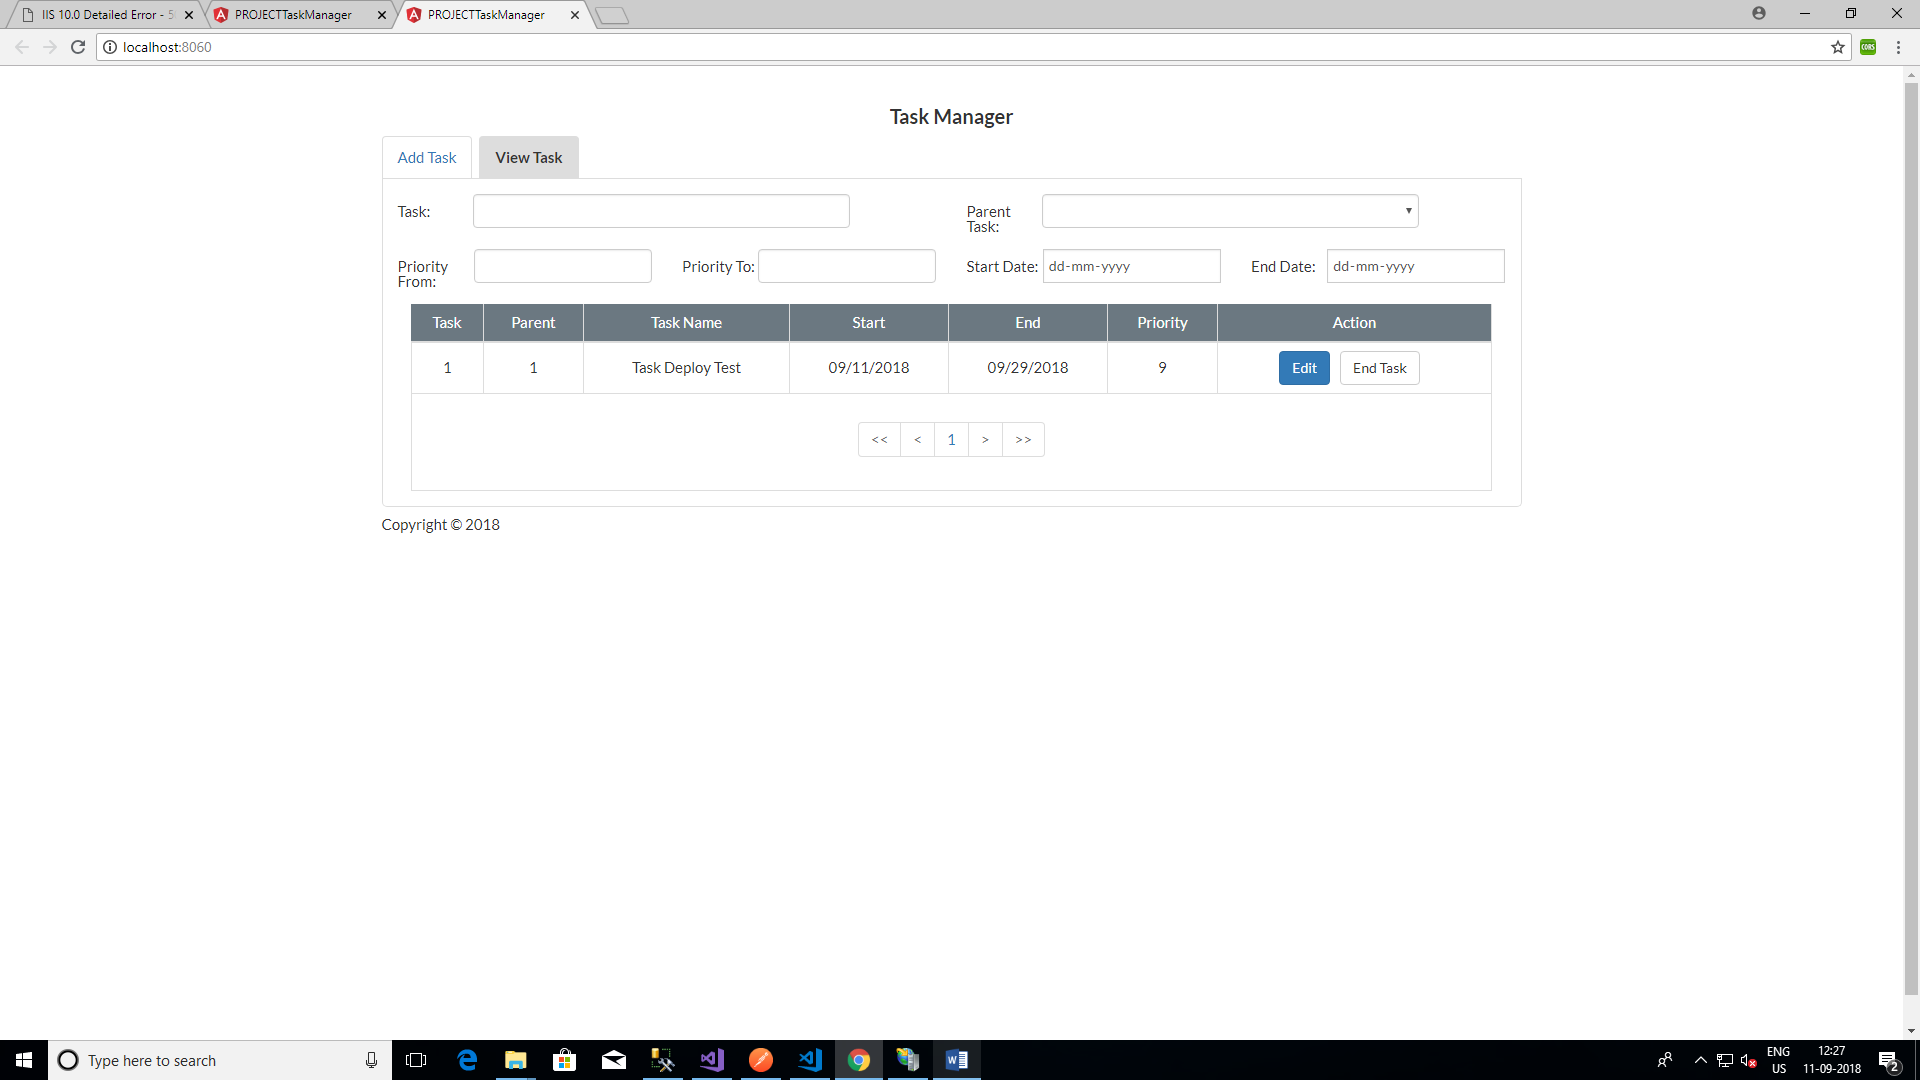 IIS 10.0 Detailed Error - 5
PROJECTTaskManager
PROJECTTaskManager
localhost:8060
CORS
Task Manager
Add Task
View Task
Task:
Parent
Task:
Priority
From:
Priority To:
Start Date:
dd-mm-yyyy
End Date:
dd-mm-yyyy
Task Parent Task Name Start End Priority Action
1 1 Task Deploy Test 09/11/2018 09/29/2018 9 Edit End Task
<< < 1 > >>
Copyright © 2018
Type here to search
ENG
US
12:27
11-09-2018
2